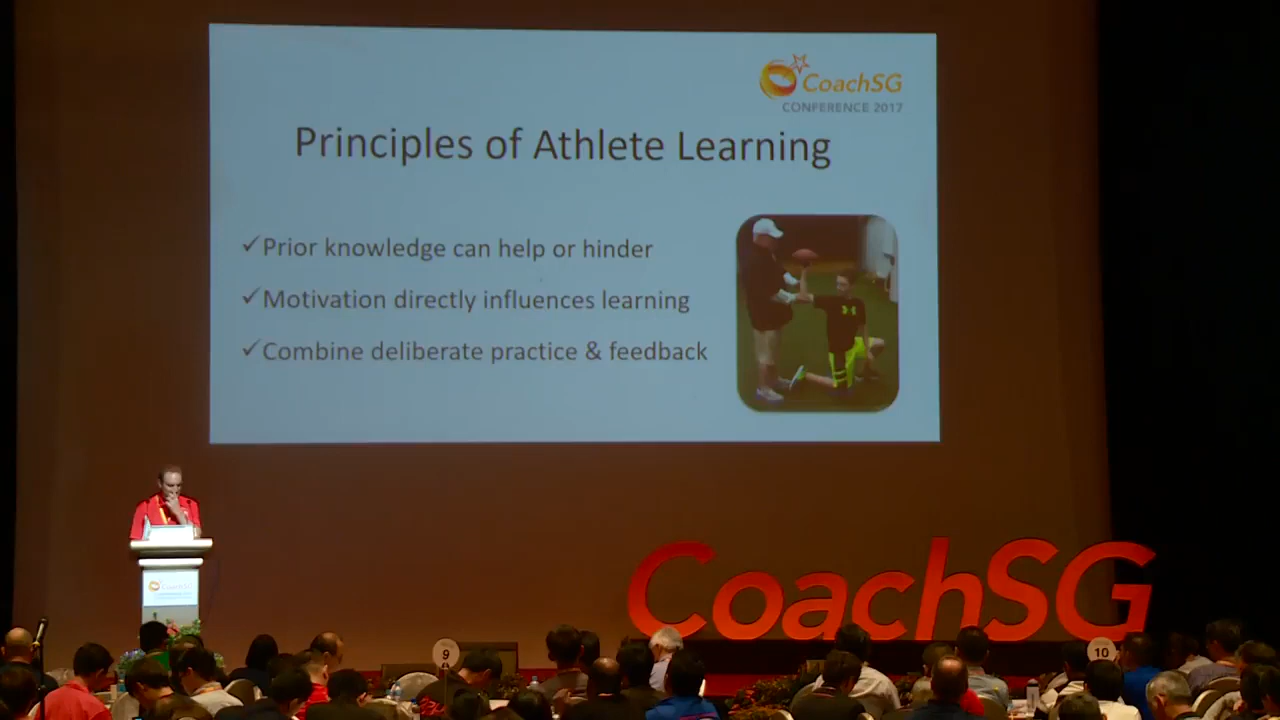 CoachSG
CONFERENCE 2017
Principles of Athlete Learning
✓Prior knowledge can help or hinder
✓Motivation directly influences learning
✓Combine deliberate practice & feedback
CoachSG
CoachSG
9
10